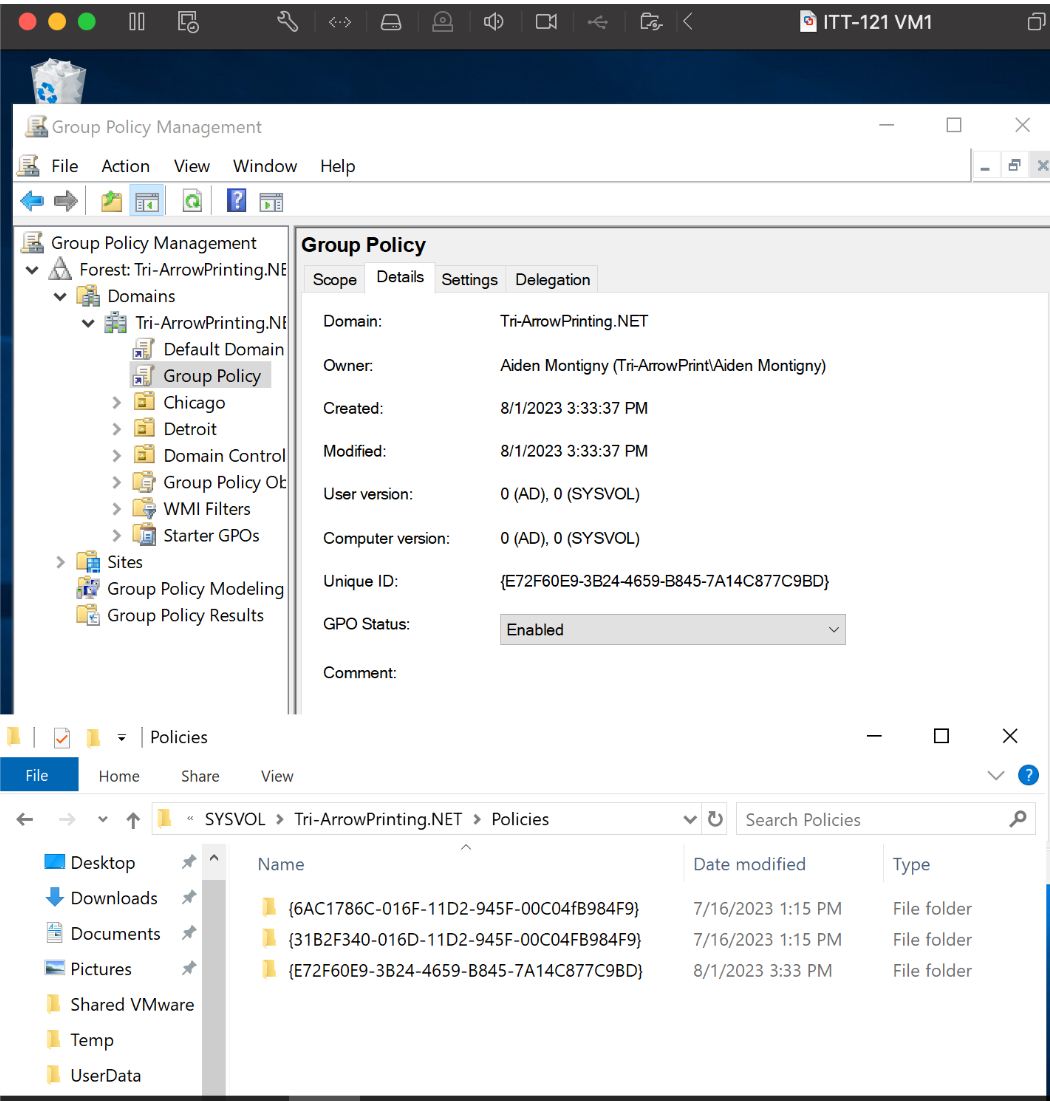 ITT-121 VM1
Group Policy Management
File Action View Window Help
Group Policy Management
Forest: Tri-ArrowPrinting.NE
Domains
Tri-ArrowPrinting.NE
Default Domain
Group Policy
Chicago
Detroit
Domain Control
Group Policy Ob
WMI Filters
Starter GPOs
Sites
Group Policy Modeling
Group Policy Results
Group Policy
Scope Details Settings Delegation
Domain: Tri-ArrowPrinting.NET
Owner: Aiden Montigny (Tri-ArrowPrint\Aiden Montigny)
Created: 8/1/2023 3:33:37 PM
Modified: 8/1/2023 3:33:37 PM
User version: 0 (AD), 0 (SYSVOL)
Computer version: 0 (AD), 0 (SYSVOL)
Unique ID: {E72F60E9-3B24-4659-B845-7A14C877C9BD}
GPO Status: Enabled
Comment:
Policies
File Home Share View
« SYSVOL > Tri-ArrowPrinting.NET > Policies Search Policies
Desktop
Downloads
Documents
Pictures
Shared VMware
Temp
UserData
Name Date modified Type
{6AC1786C-016F-11D2-945F-00C04fB984F9} 7/16/2023 1:15 PM File folder
{31B2F340-016D-11D2-945F-00C04FB984F9} 7/16/2023 1:15 PM File folder
{E72F60E9-3B24-4659-B845-7A14C877C9BD} 8/1/2023 3:33 PM File folder